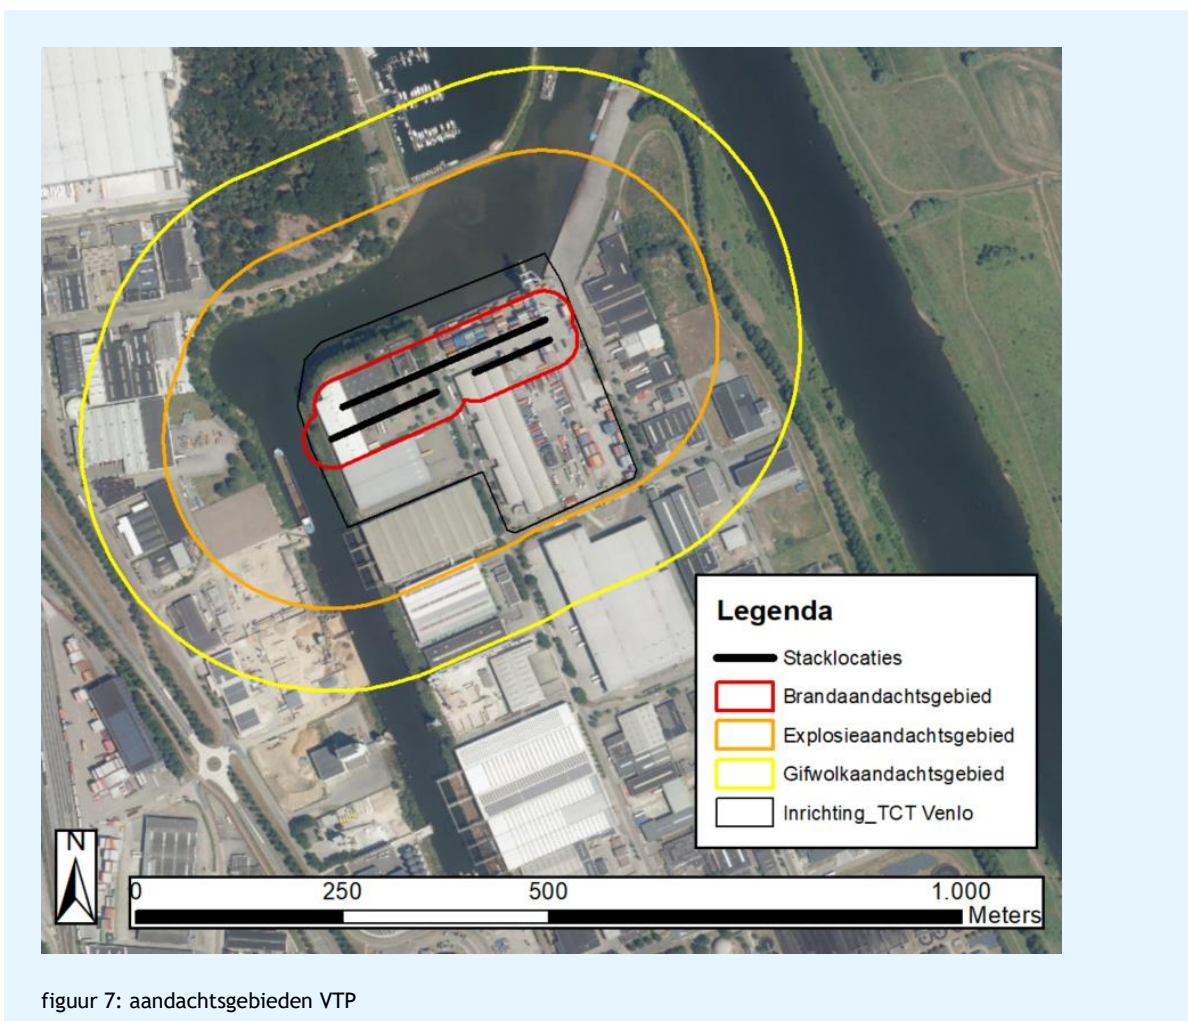 Legenda
Stacklocaties
Brandaandachtsgebied
Explosieaandachtsgebied
Gifwolkaandachtsgebied
Inrichting_TCT Venlo
N
0 250 500 1.000
Meters
figuur 7: aandachtsgebieden VTP